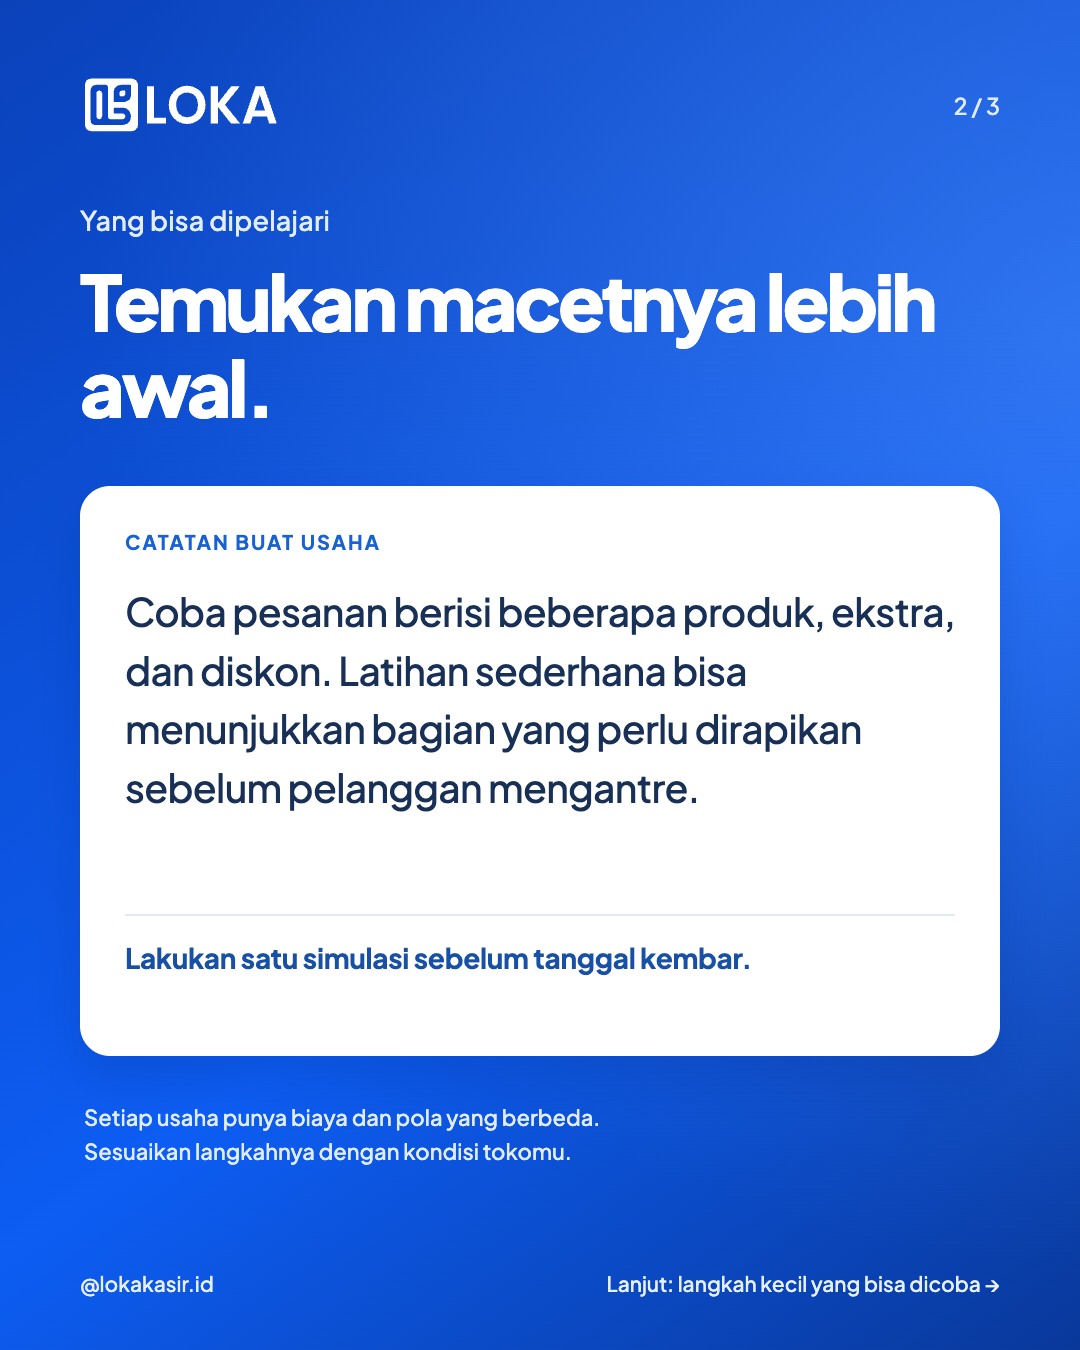 LOKA
2 / 3
Yang bisa dipelajari
Temukan macetnya lebih
awal.
CATATAN BUAT USAHA
Coba pesanan berisi beberapa produk, ekstra,
dan diskon. Latihan sederhana bisa
menunjukkan bagian yang perlu dirapikan
sebelum pelanggan mengantre.
Lakukan satu simulasi sebelum tanggal kembar.
Setiap usaha punya biaya dan pola yang berbeda.
Sesuaikan langkahnya dengan kondisi tokomu.
@lokakasir.id
Lanjut: langkah kecil yang bisa dicoba →